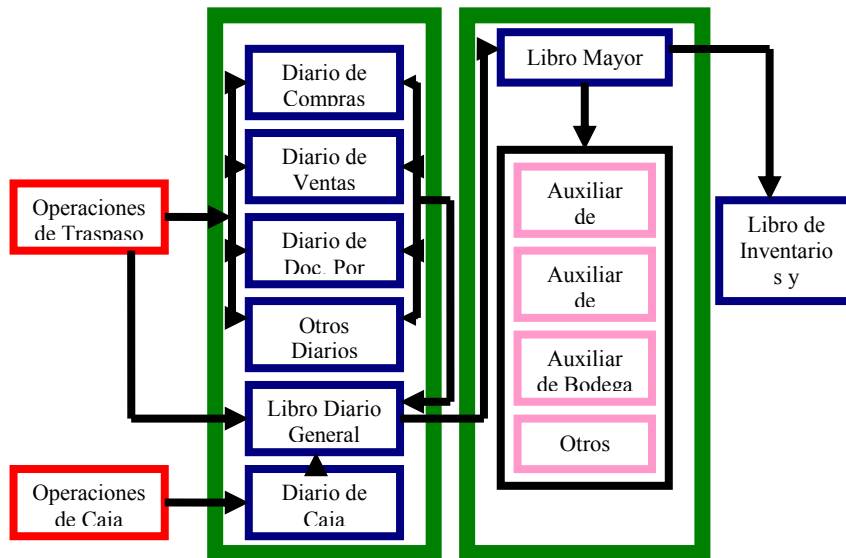 Operaciones
de Traspaso
Operaciones
de Caja
Diario de
Compras
Diario de
Ventas
Diario de
Doc. Por
Otros
Diarios
Libro Diario
General
Diario de
Caja
Libro Mayor
Auxiliar
de
Auxiliar
de
Auxiliar
de Bodega
Otros
Libro de
Inventario
s y